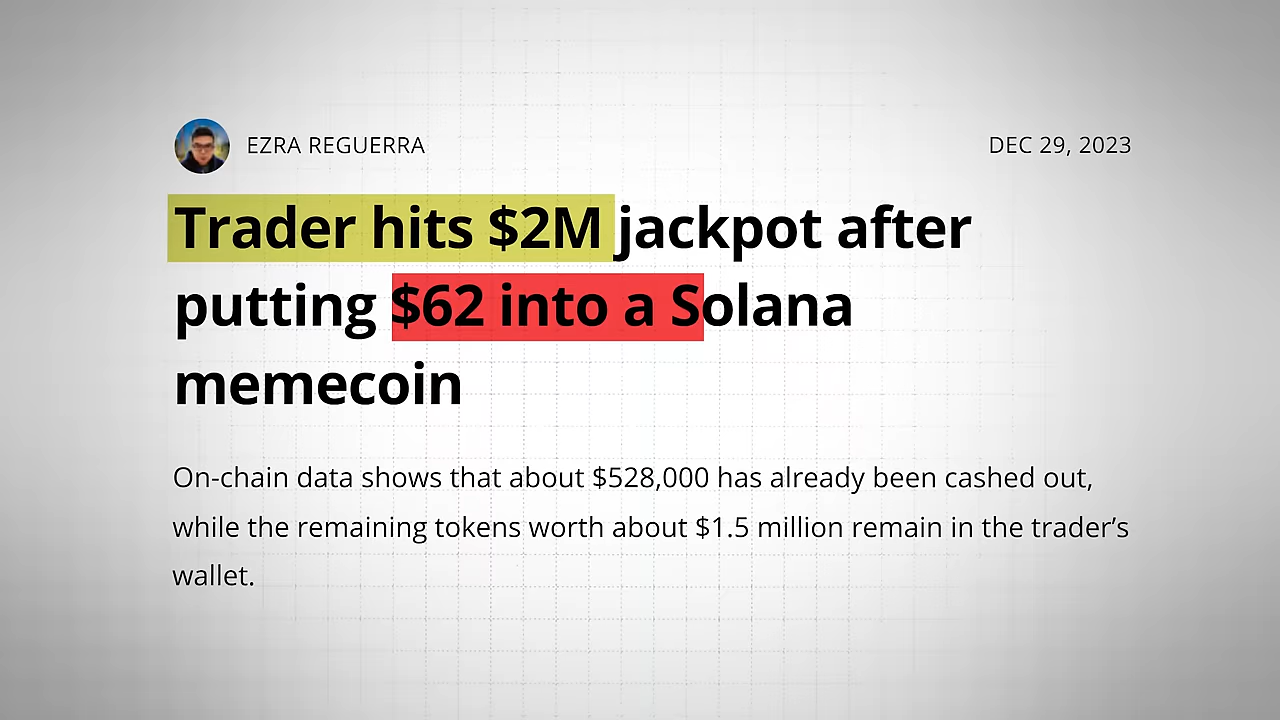 EZRA REGUERRA
DEC 29, 2023
Trader hits $2M jackpot after
putting $62 into a Solana
memecoin
On-chain data shows that about $528,000 has already been cashed out,
while the remaining tokens worth about $1.5 million remain in the trader’s
wallet.